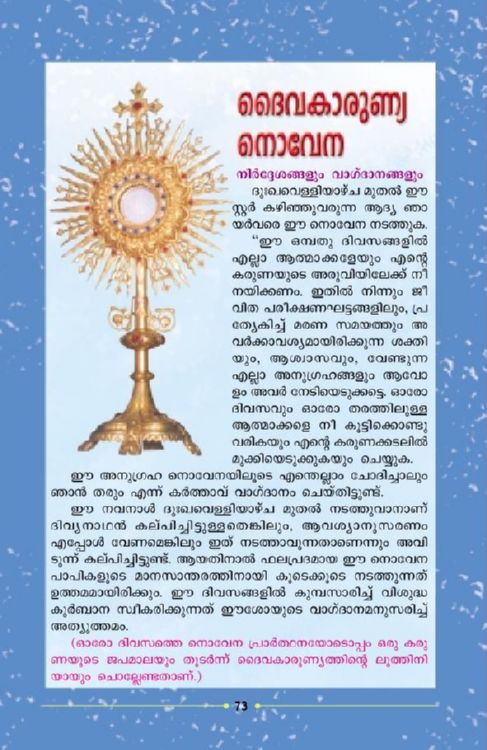 ദൈവകാരുണ്യ
നൊവേന
നിർദ്ദേശങ്ങളും വാഗ്ദാനങ്ങളും
ദുഃഖവെള്ളിയാഴ്ച മുതൽ ഈ
സ്റ്റർ കഴിഞ്ഞുവരുന്ന ആദ്യ ഞാ
യർവരെ ഈ നൊവേന നടത്തുക.
“ഈ ഒമ്പതു ദിവസങ്ങളിൽ
എല്ലാ ആത്മാക്കളേയും എന്റെ
കരുണയുടെ അരുവിയിലേക്ക് നീ
നയിക്കണം. ഇതിൽ നിന്നും ജീ
വിത പരീക്ഷണഘട്ടങ്ങളിലും, പ്ര
ത്യേകിച്ച് മരണ സമയത്തും അ
വർക്കാവശ്യമായിരിക്കുന്ന ശക്തി
യും, ആശ്വാസവും, വേണ്ടുന്ന
എല്ലാ അനുഗ്രഹങ്ങളും ആവോ
ളം അവർ നേടിയെടുക്കട്ടെ. ഓരോ
ദിവസവും ഓരോ തരത്തിലുള്ള
ആത്മാക്കളെ നീ കൂട്ടിക്കൊണ്ടു
വരികയും എന്റെ കരുണക്കടലിൽ
മുക്കിയെടുക്കുകയും ചെയ്യുക.
ഈ അനുഗ്രഹ നൊവേനയിലൂടെ എന്തെല്ലാം ചോദിച്ചാലും
ഞാൻ തരും എന്ന് കർത്താവ് വാഗ്ദാനം ചെയ്തിട്ടുണ്ട്.
ഈ നവനാൾ ദുഃഖവെള്ളിയാഴ്ച മുതൽ നടത്തുവാനാണ്
ദിവ്യനാഥൻ കല്പിച്ചിട്ടുള്ളതെങ്കിലും, ആവശ്യാനുസരണം
എപ്പോൾ വേണമെങ്കിലും ഇത് നടത്താവുന്നതാണെന്നും അവി
ടുന്ന് കല്പിച്ചിട്ടുണ്ട്. ആയതിനാൽ ഫലപ്രദമായ ഈ നൊവേന
പാപികളുടെ മാനസാന്തരത്തിനായി കൂടെക്കൂടെ നടത്തുന്നത്
ഉത്തമമായിരിക്കും. ഈ ദിവസങ്ങളിൽ കുമ്പസാരിച്ച് വിശുദ്ധ
കുർബാന സ്വീകരിക്കുന്നത് ഈശോയുടെ വാഗ്ദാനമനുസരിച്ച്
അത്യുത്തമം.
(ഓരോ ദിവസത്തെ നൊവേന പ്രാർത്ഥനയോടൊപ്പം ഒരു കരു
ണയുടെ ജപമാലയും തുടർന്ന് ദൈവകാരുണ്യത്തിന്റെ ലുത്തിനി
യായും ചൊല്ലേണ്ടതാണ്.)
73